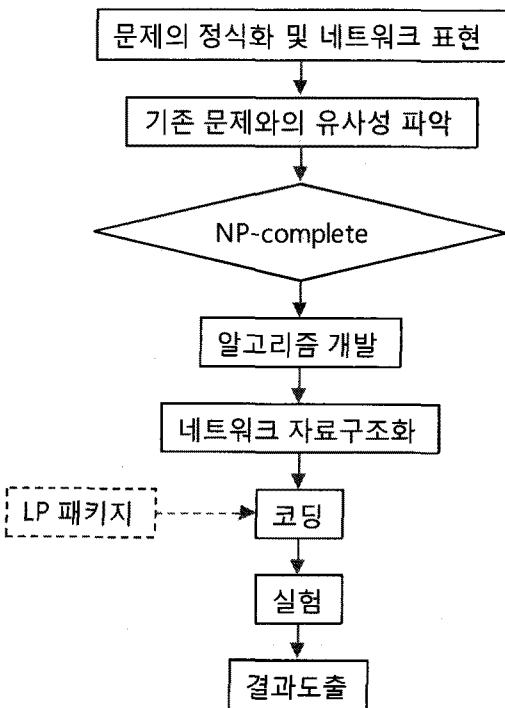 문제의 정식화 및 네트워크 표현
기존 문제와의 유사성 파악
NP-complete
알고리즘 개발
네트워크 자료구조화
LP 패키지
코딩
실험
결과도출